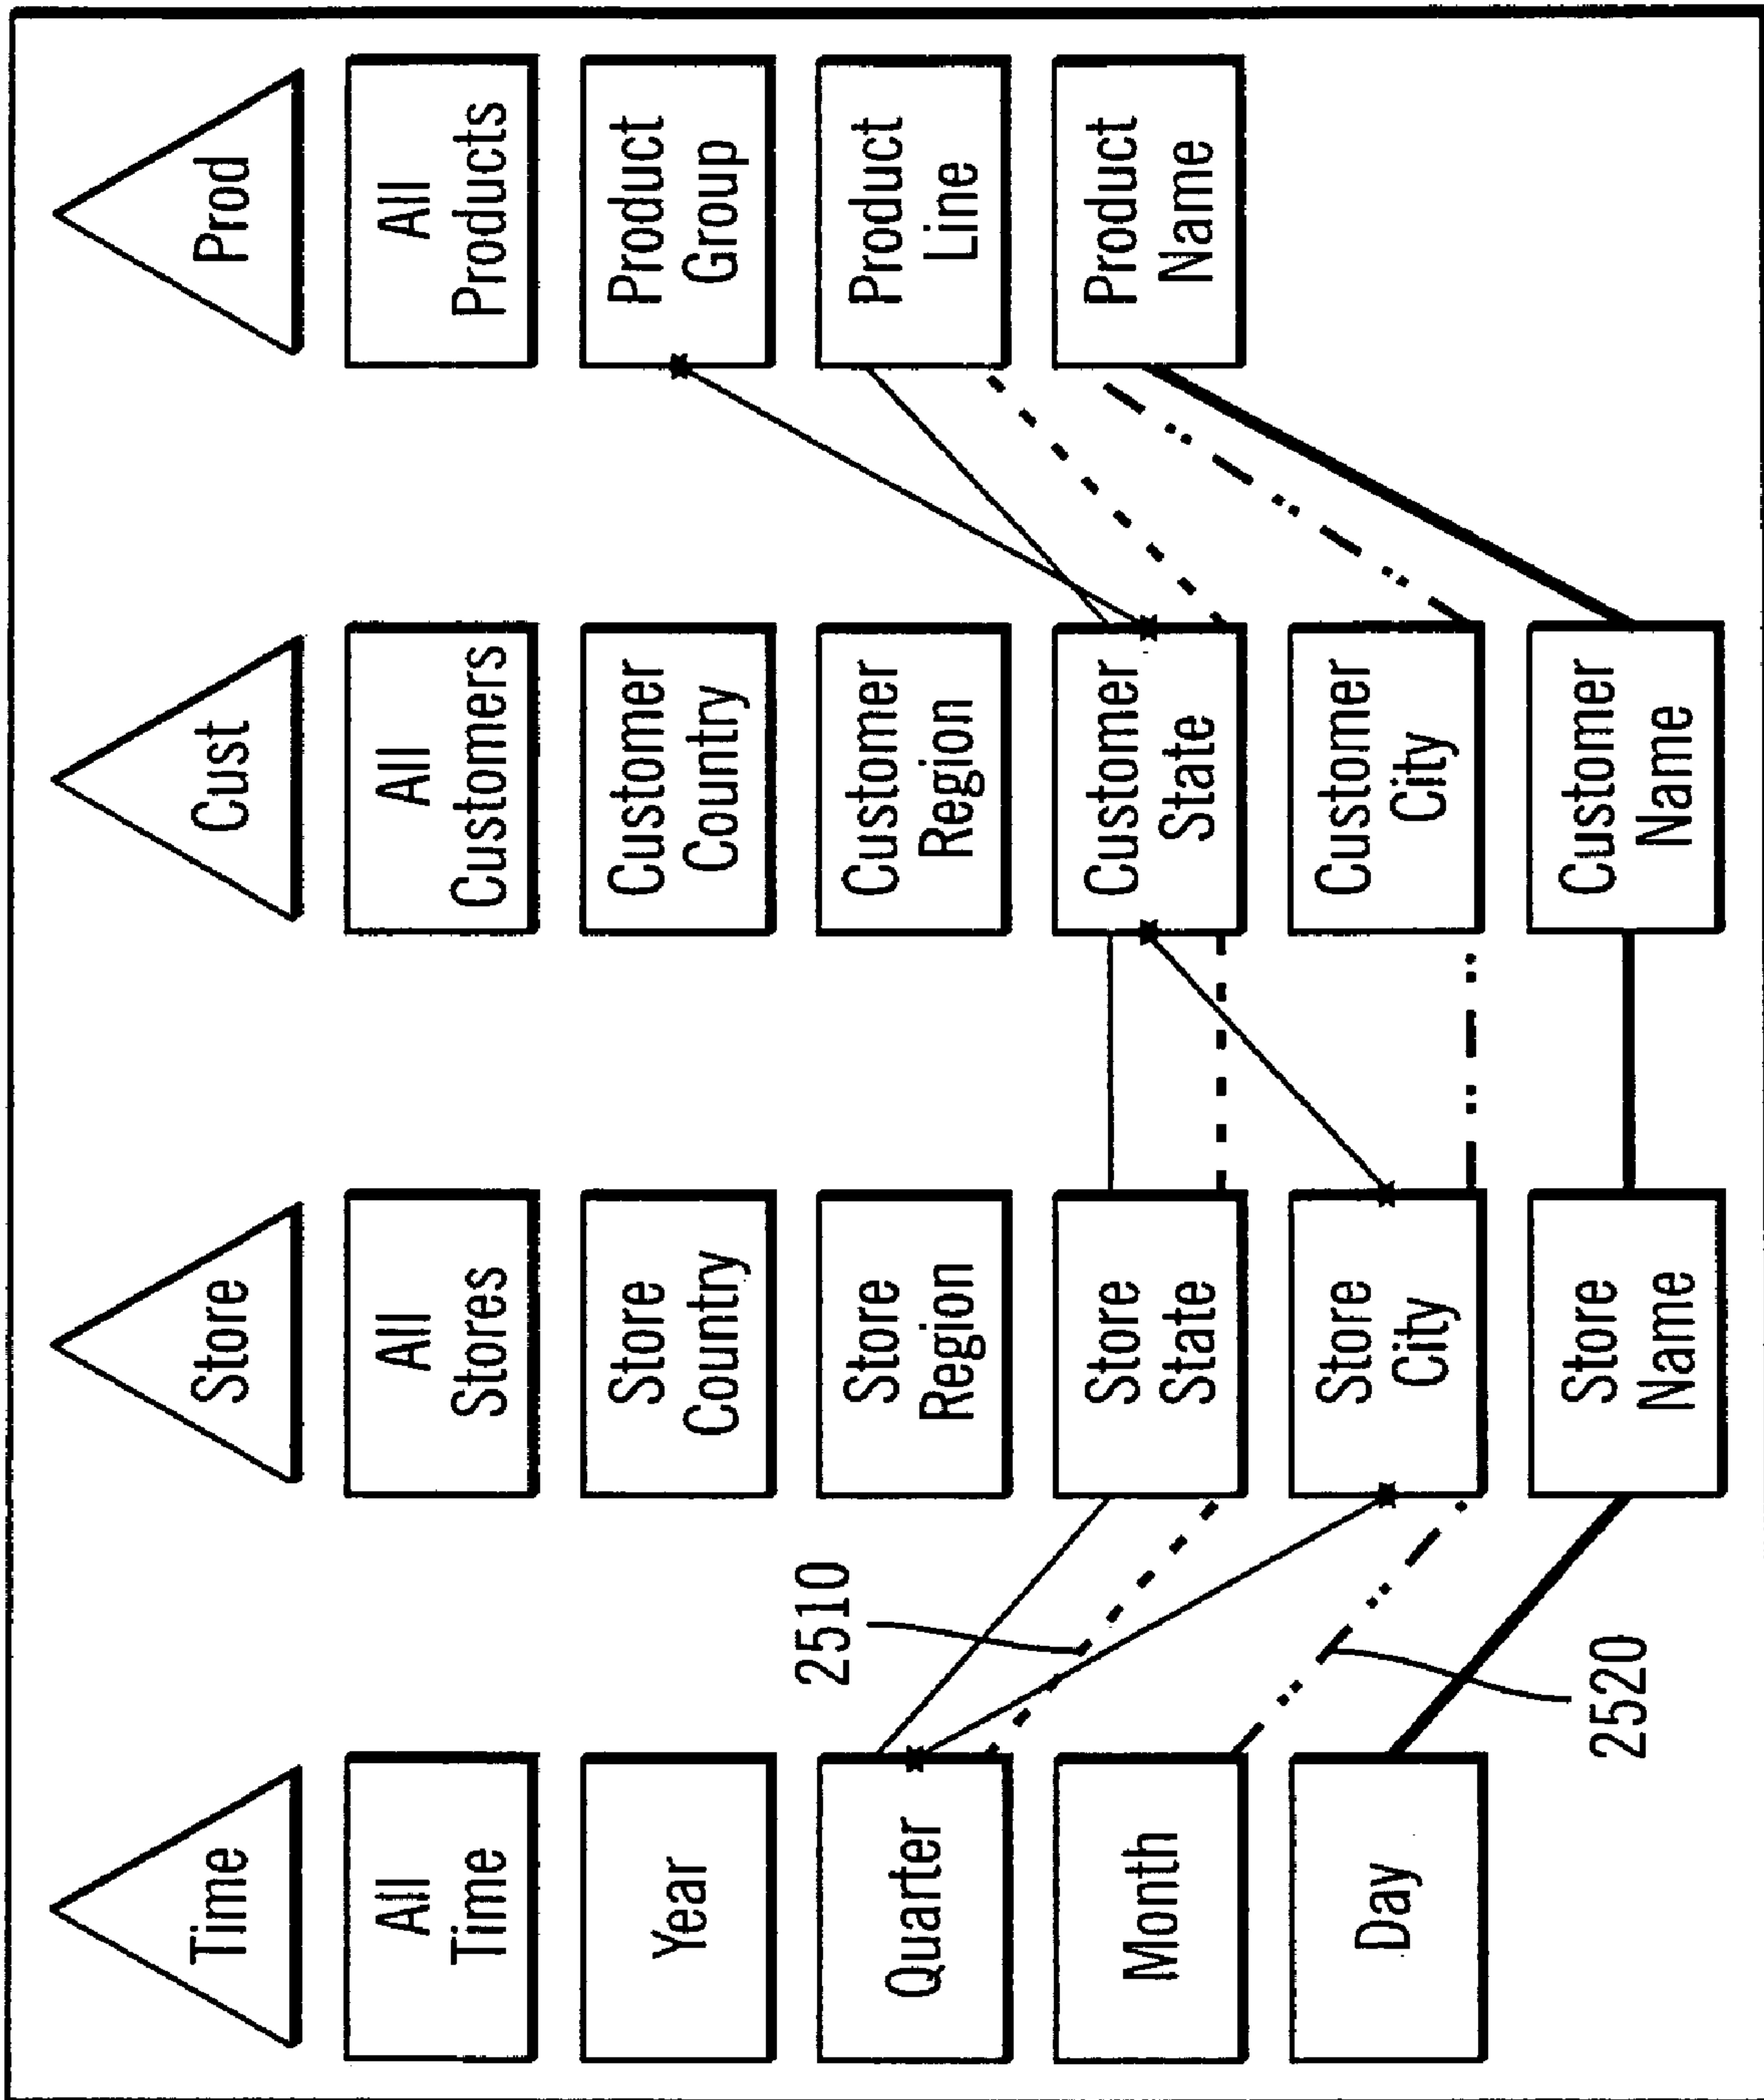 Time
Store
Cust
Prod
All
Time
All
Stores
All
Customers
All
Products
Year
Store
Country
Customer
Country
Product
Group
Quarter
Store
Region
Customer
Region
Product
Line
2510
Month
Store
State
Customer
State
Product
Name
Day
Store
City
Customer
City
2520
Store
Name
Customer
Name